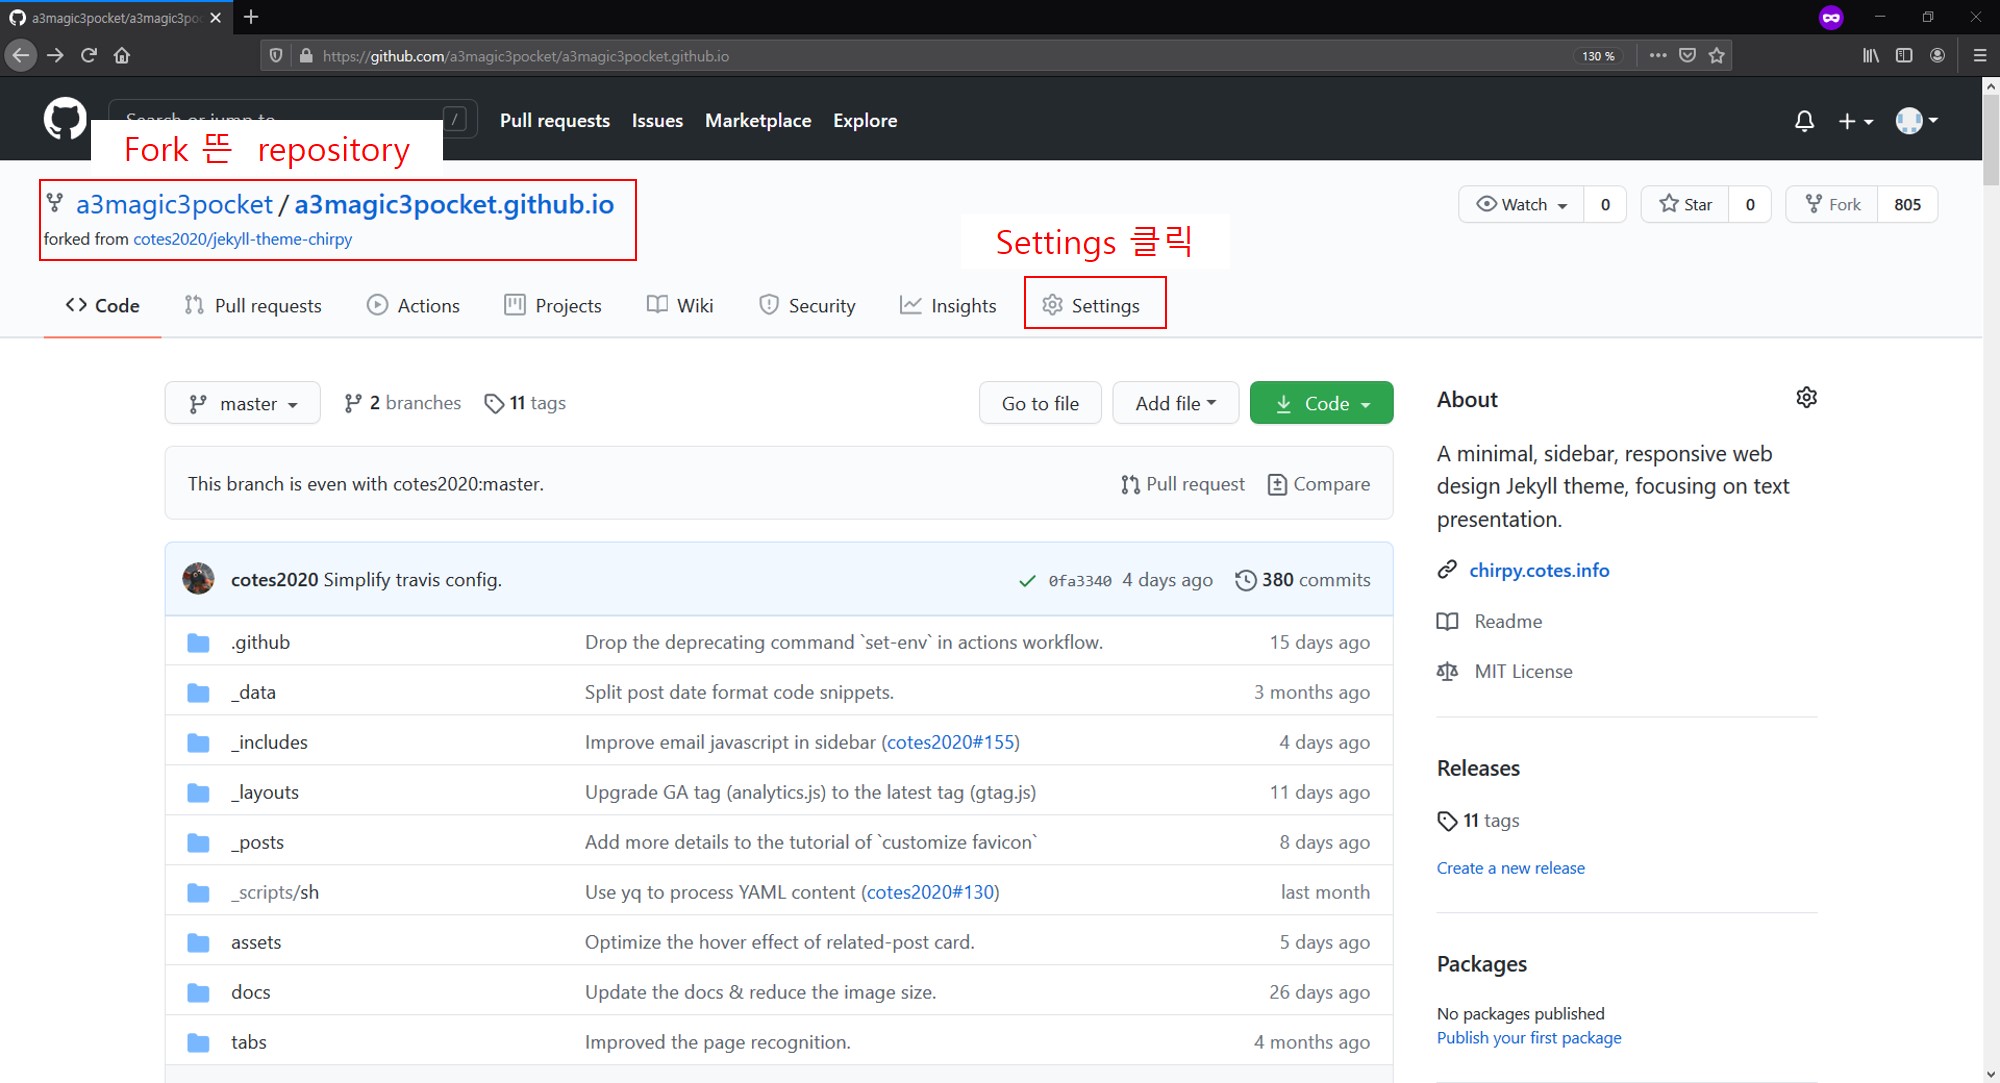 a3magic3pocket/a3magic3poc
https://github.com/a3magic3pocket/a3magic3pocket.github.io
130 %
/
Pull requests
Issues
Marketplace
Explore
Fork 뜬 repository
a3magic3pocket / a3magic3pocket.github.io
forked from cotes2020/jekyll-theme-chirpy
Watch 0
Star 0
Fork 805
Settings 클릭
Code
Pull requests
Actions
Projects
Wiki
Security
Insights
Settings
master
2 branches
11 tags
Go to file
Add file
Code
This branch is even with cotes2020:master.
Pull request
Compare
cotes2020 Simplify travis config.
0fa3340 4 days ago
380 commits
.github Drop the deprecating command `set-env` in actions workflow. 15 days ago
_data Split post date format code snippets. 3 months ago
_includes Improve email javascript in sidebar (cotes2020#155) 4 days ago
_layouts Upgrade GA tag (analytics.js) to the latest tag (gtag.js) 11 days ago
_posts Add more details to the tutorial of `customize favicon` 8 days ago
_scripts/sh Use yq to process YAML content (cotes2020#130) last month
assets Optimize the hover effect of related-post card. 5 days ago
docs Update the docs & reduce the image size. 26 days ago
tabs Improved the page recognition. 4 months ago
About
A minimal, sidebar, responsive web
design Jekyll theme, focusing on text
presentation.
chirpy.cotes.info
Readme
MIT License
Releases
11 tags
Create a new release
Packages
No packages published
Publish your first package